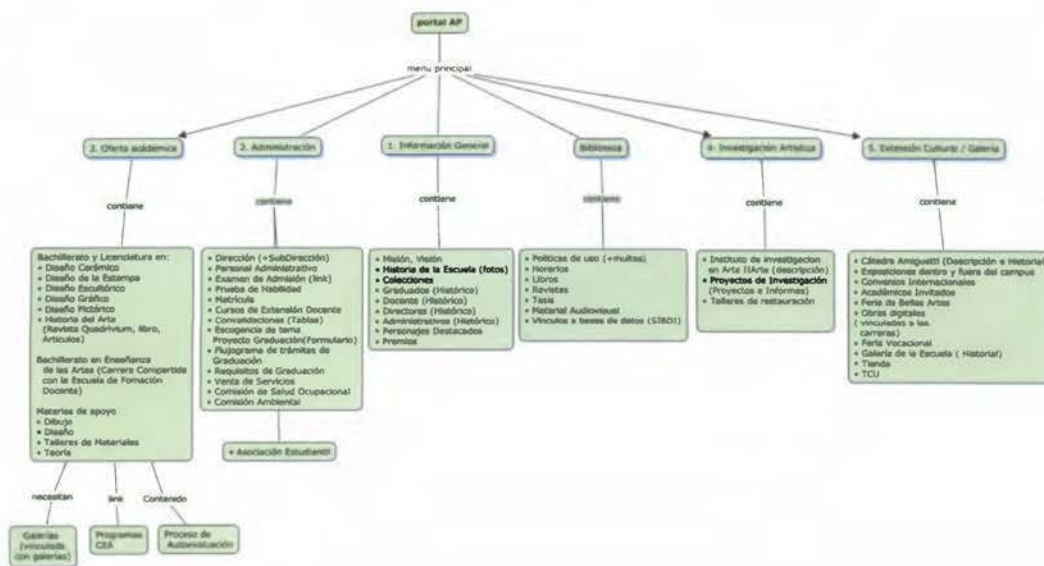 portal AP
menu principal
2. Oferta académica
2. Administración
1. Información General
Biblioteca
4. Investigación Artística
5. Extensión Cultural / Galería
contiene
contiene
contiene
contiene
contiene
contiene
Bachillerato y Licenciatura en:
• Diseño Cerámico
• Diseño de la Estampa
• Diseño Escultórico
• Diseño Gráfico
• Diseño Pictórico
• Historia del Arte
(Revista Quadrivium, libro,
Artículos)
Bachillerato en Enseñanza
de las Artes (Carrera Compartida
con la Escuela de Fomación
Docente)
Materias de apoyo
• Dibujo
• Diseño
• Talleres de Materiales
• Teoría
• Dirección (+SubDirección)
• Personal Administrativo
• Examen de Admisión (link)
• Prueba de Habilidad
• Matrícula
• Cursos de Extensión Docente
• Convalidaciones (Tablas)
• Escogencia de tema
Proyecto Graduación(Formulario)
• Flujograma de trámites de
Graduación
• Requisitos de Graduación
• Venta de Servicios
• Comisión de Salud Ocupacional
• Comisión Ambiental
+ Asociación Estudiantil
• Misión, Visión
• Historia de la Escuela (fotos)
• Colecciones
• Graduados (Histórico)
• Docente (Histórico)
• Directores (Histórico)
• Administrativos (Histórico)
• Personajes Destacados
• Premios
• Políticas de uso (+multas)
• Horarios
• Libros
• Revistas
• Tesis
• Material Audiovisual
• Vínculos a bases de datos (SIBDI)
• Instituto de investigacion
en Arte IIArte (descripción)
• Proyectos de Investigación
(Proyectos e Informes)
• Talleres de restauración
• Cátedra Amighetti (Descripción e Historial)
• Exposiciones dentro y fuera del campus
• Convenios Internacionales
• Académicos Invitados
• Feria de Bellas Artes
• Obras digitales
(vinculadas a las
carreras)
• Feria Vocacional
• Galería de la Escuela ( Historial)
• Tienda
• TCU
necesitan
link
Contenido
Galerías
(vinculada
con galerías)
Programas
CEA
Proceso de
Autoevaluación